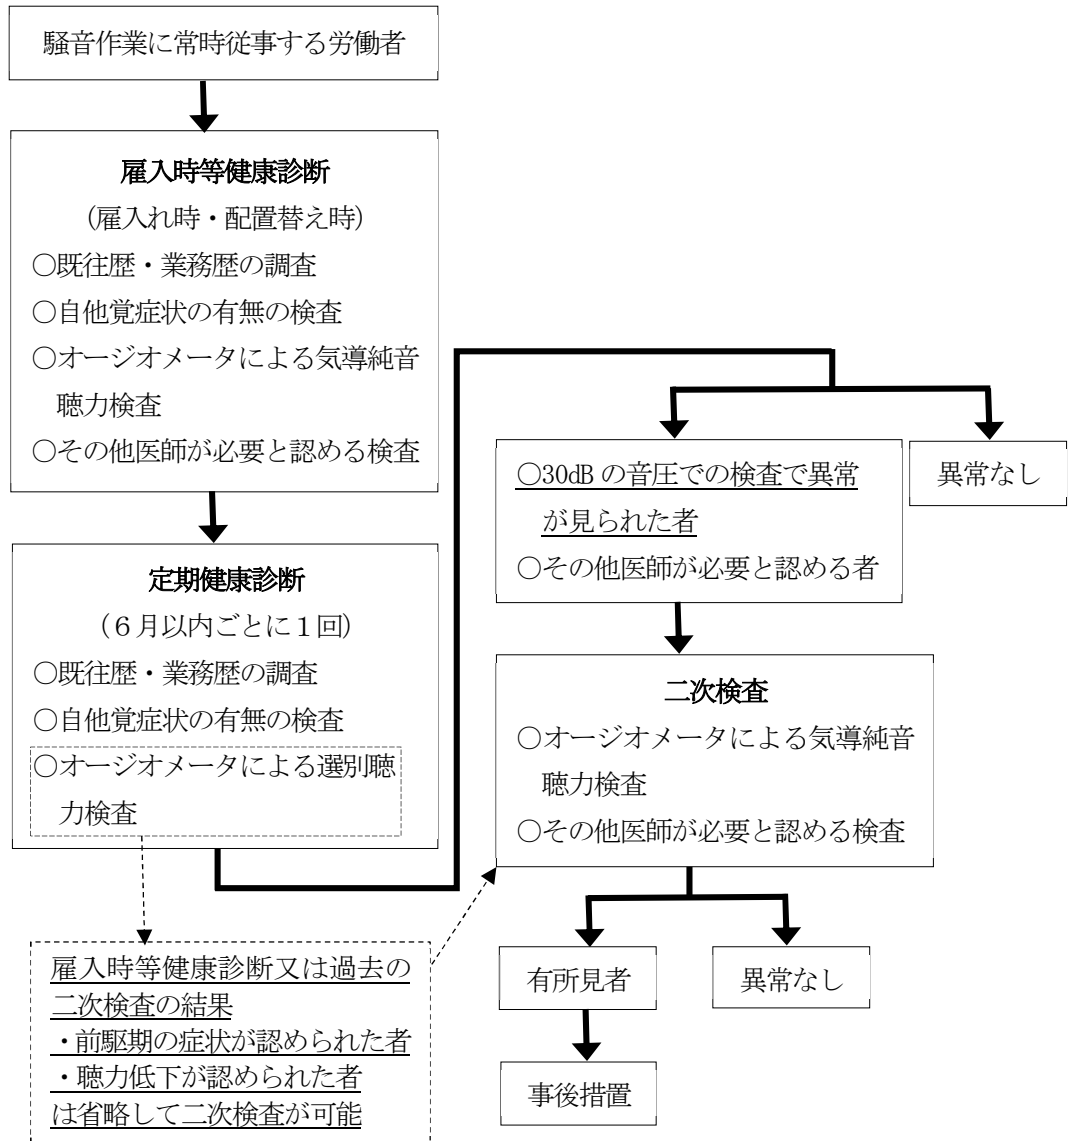 騒音作業に常時従事する労働者
雇入時等健康診断
(雇入れ時・配置替え時)
○既往歴・業務歴の調査
○自他覚症状の有無の検査
○オージオメータによる気導純音
聴力検査
○その他医師が必要と認める検査
定期健康診断
(6月以内ごとに1回)
○既往歴・業務歴の調査
○自他覚症状の有無の検査
○オージオメータによる選別聴
力検査
雇入時等健康診断又は過去の
二次検査の結果
・前駆期の症状が認められた者
・聴力低下が認められた者
は省略して二次検査が可能
○30dBの音圧での検査で異常
が見られた者
○その他医師が必要と認める者
異常なし
二次検査
○オージオメータによる気導純音
聴力検査
○その他医師が必要と認める検査
有所見者
異常なし
事後措置